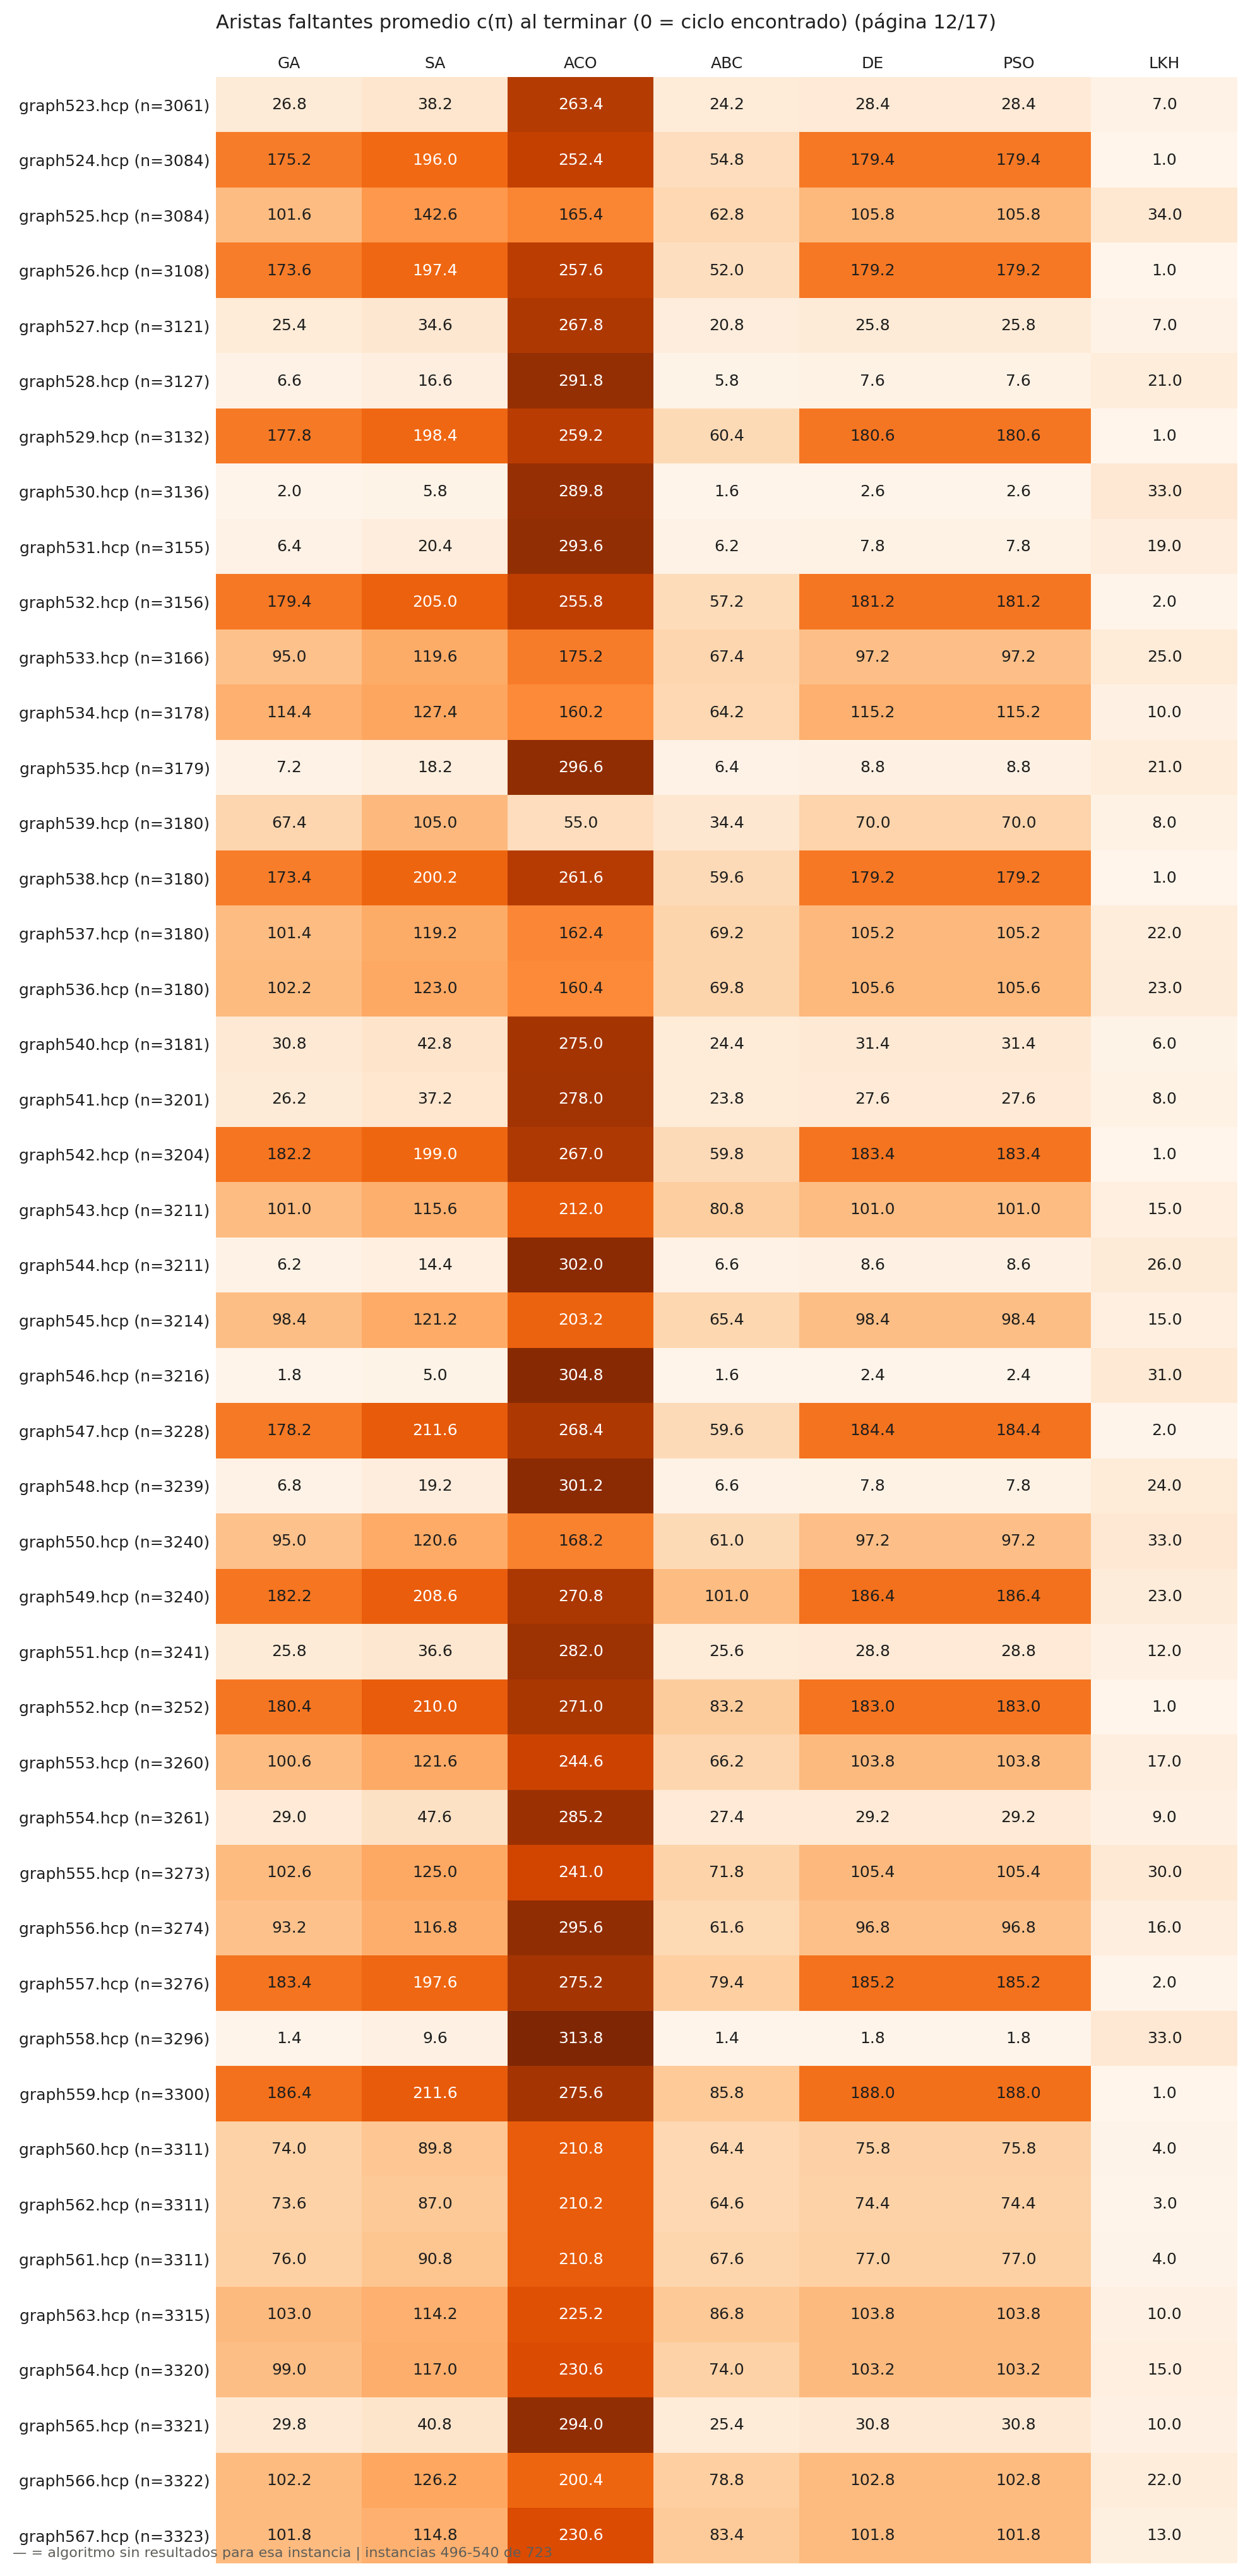 Aristas faltantes promedio c(π) al terminar (0 = ciclo encontrado) (página 12/17)
GA SA ACO ABC DE PSO LKH
graph523.hcp (n=3061) 26.8 38.2 263.4 24.2 28.4 28.4 7.0
graph524.hcp (n=3084) 175.2 196.0 252.4 54.8 179.4 179.4 1.0
graph525.hcp (n=3084) 101.6 142.6 165.4 62.8 105.8 105.8 34.0
graph526.hcp (n=3108) 173.6 197.4 257.6 52.0 179.2 179.2 1.0
graph527.hcp (n=3121) 25.4 34.6 267.8 20.8 25.8 25.8 7.0
graph528.hcp (n=3127) 6.6 16.6 291.8 5.8 7.6 7.6 21.0
graph529.hcp (n=3132) 177.8 198.4 259.2 60.4 180.6 180.6 1.0
graph530.hcp (n=3136) 2.0 5.8 289.8 1.6 2.6 2.6 33.0
graph531.hcp (n=3155) 6.4 20.4 293.6 6.2 7.8 7.8 19.0
graph532.hcp (n=3156) 179.4 205.0 255.8 57.2 181.2 181.2 2.0
graph533.hcp (n=3166) 95.0 119.6 175.2 67.4 97.2 97.2 25.0
graph534.hcp (n=3178) 114.4 127.4 160.2 64.2 115.2 115.2 10.0
graph535.hcp (n=3179) 7.2 18.2 296.6 6.4 8.8 8.8 21.0
graph539.hcp (n=3180) 67.4 105.0 55.0 34.4 70.0 70.0 8.0
graph538.hcp (n=3180) 173.4 200.2 261.6 59.6 179.2 179.2 1.0
graph537.hcp (n=3180) 101.4 119.2 162.4 69.2 105.2 105.2 22.0
graph536.hcp (n=3180) 102.2 123.0 160.4 69.8 105.6 105.6 23.0
graph540.hcp (n=3181) 30.8 42.8 275.0 24.4 31.4 31.4 6.0
graph541.hcp (n=3201) 26.2 37.2 278.0 23.8 27.6 27.6 8.0
graph542.hcp (n=3204) 182.2 199.0 267.0 59.8 183.4 183.4 1.0
graph543.hcp (n=3211) 101.0 115.6 212.0 80.8 101.0 101.0 15.0
graph544.hcp (n=3211) 6.2 14.4 302.0 6.6 8.6 8.6 26.0
graph545.hcp (n=3214) 98.4 121.2 203.2 65.4 98.4 98.4 15.0
graph546.hcp (n=3216) 1.8 5.0 304.8 1.6 2.4 2.4 31.0
graph547.hcp (n=3228) 178.2 211.6 268.4 59.6 184.4 184.4 2.0
graph548.hcp (n=3239) 6.8 19.2 301.2 6.6 7.8 7.8 24.0
graph550.hcp (n=3240) 95.0 120.6 168.2 61.0 97.2 97.2 33.0
graph549.hcp (n=3240) 182.2 208.6 270.8 101.0 186.4 186.4 23.0
graph551.hcp (n=3241) 25.8 36.6 282.0 25.6 28.8 28.8 12.0
graph552.hcp (n=3252) 180.4 210.0 271.0 83.2 183.0 183.0 1.0
graph553.hcp (n=3260) 100.6 121.6 244.6 66.2 103.8 103.8 17.0
graph554.hcp (n=3261) 29.0 47.6 285.2 27.4 29.2 29.2 9.0
graph555.hcp (n=3273) 102.6 125.0 241.0 71.8 105.4 105.4 30.0
graph556.hcp (n=3274) 93.2 116.8 295.6 61.6 96.8 96.8 16.0
graph557.hcp (n=3276) 183.4 197.6 275.2 79.4 185.2 185.2 2.0
graph558.hcp (n=3296) 1.4 9.6 313.8 1.4 1.8 1.8 33.0
graph559.hcp (n=3300) 186.4 211.6 275.6 85.8 188.0 188.0 1.0
graph560.hcp (n=3311) 74.0 89.8 210.8 64.4 75.8 75.8 4.0
graph562.hcp (n=3311) 73.6 87.0 210.2 64.6 74.4 74.4 3.0
graph561.hcp (n=3311) 76.0 90.8 210.8 67.6 77.0 77.0 4.0
graph563.hcp (n=3315) 103.0 114.2 225.2 86.8 103.8 103.8 10.0
graph564.hcp (n=3320) 99.0 117.0 230.6 74.0 103.2 103.2 15.0
graph565.hcp (n=3321) 29.8 40.8 294.0 25.4 30.8 30.8 10.0
graph566.hcp (n=3322) 102.2 126.2 200.4 78.8 102.8 102.8 22.0
graph567.hcp (n=3323) 101.8 114.8 230.6 83.4 101.8 101.8 13.0
— = algoritmo sin resultados para esa instancia | instancias 496-540 de 723